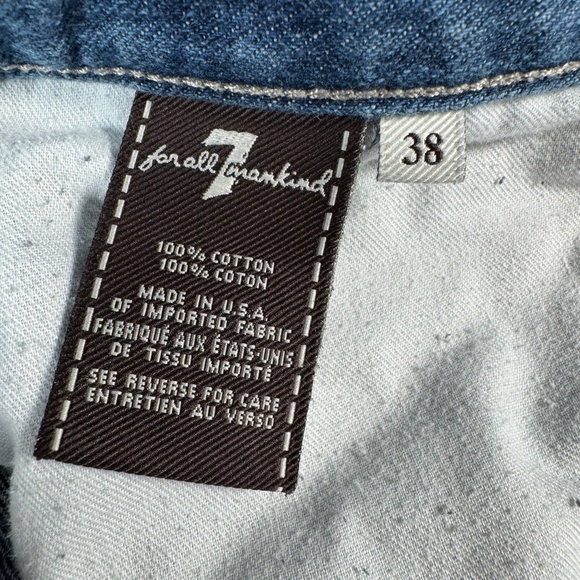 for all 7 mankind
38
100% COTTON
100% COTON
MADE IN U.S.A.
OF IMPORTED FABRIC
FABRIQUÉ AUX ÉTATS-UNIS
DE TISSU IMPORTÉ
SEE REVERSE FOR CARE
ENTRETIEN AU VERSO